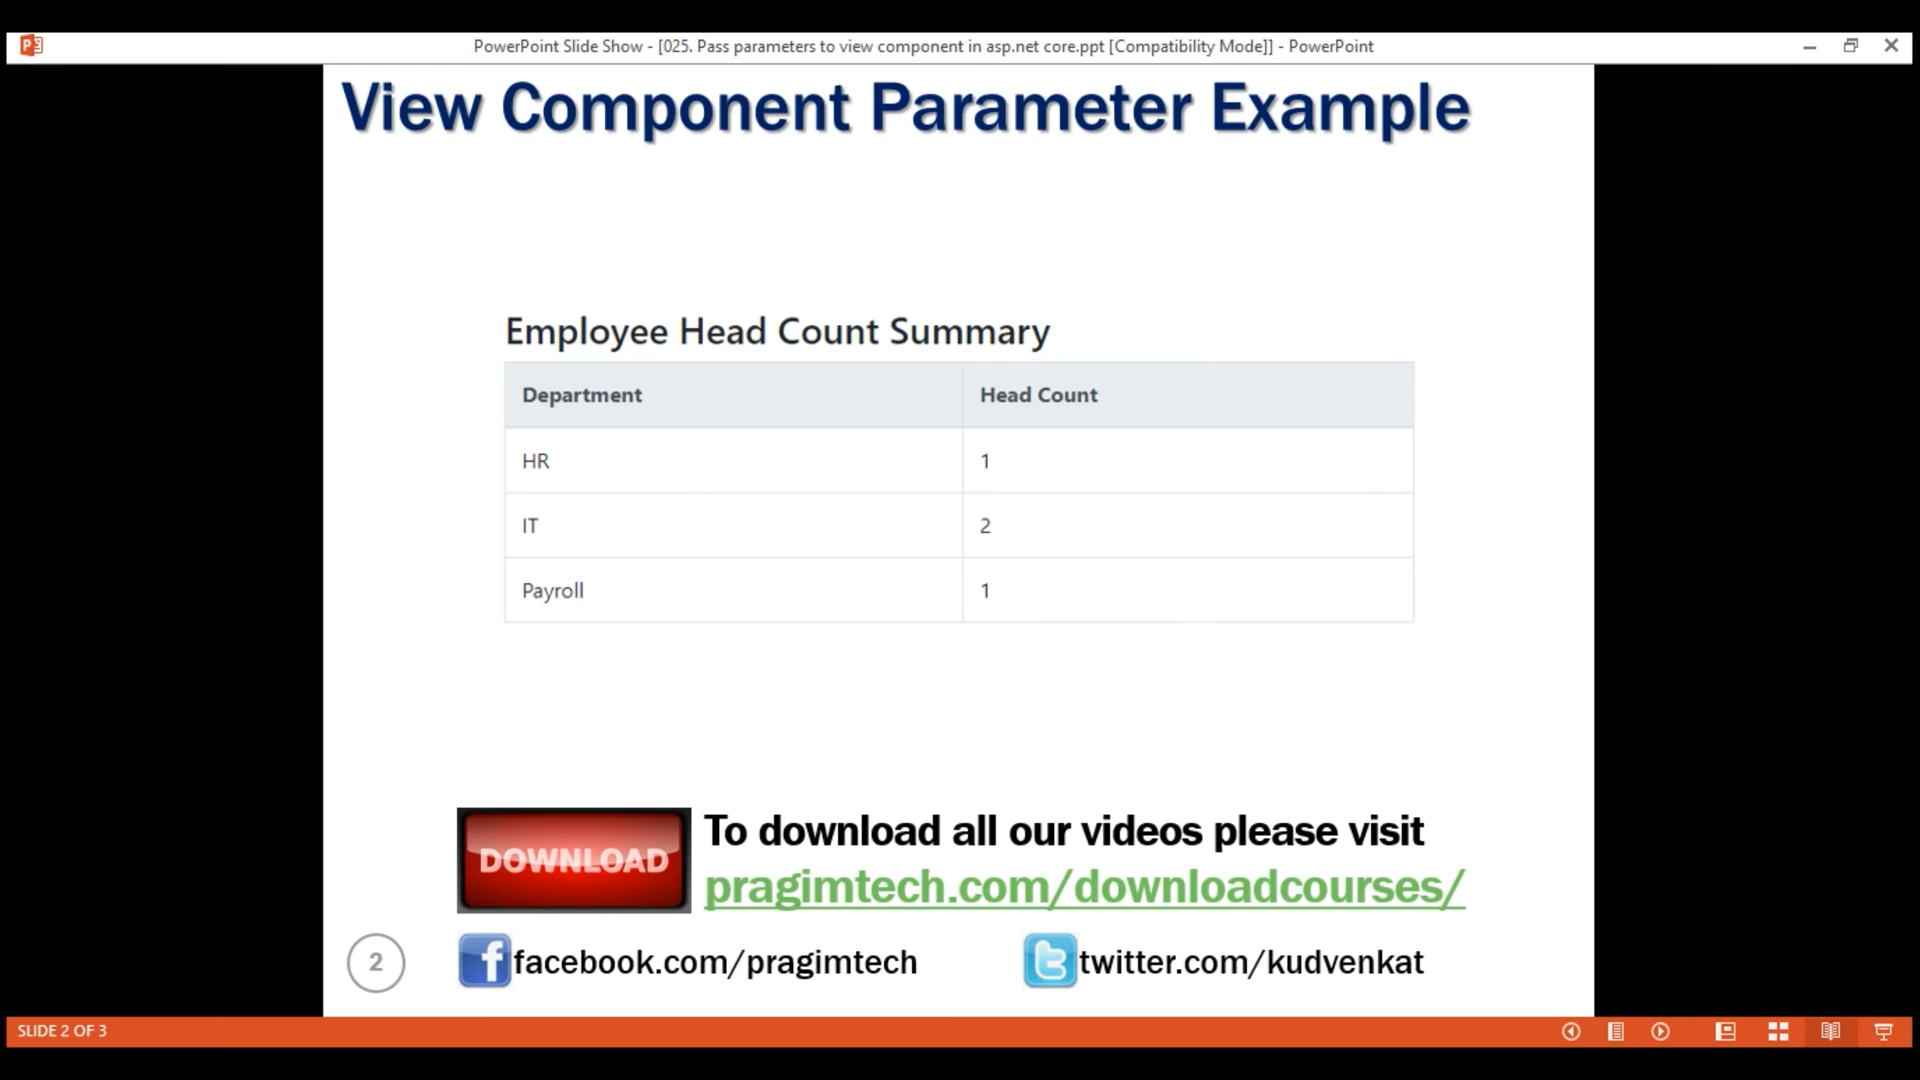 PowerPoint Slide Show - [025. Pass parameters to view component in asp.net core.ppt [Compatibility Mode]] - PowerPoint
View Component Parameter Example
Employee Head Count Summary
Department Head Count
HR 1
IT 2
Payroll 1
DOWNLOAD To download all our videos please visit
pragimtech.com/downloadcourses/
2 facebook.com/pragimtech twitter.com/kudvenkat
SLIDE 2 OF 3